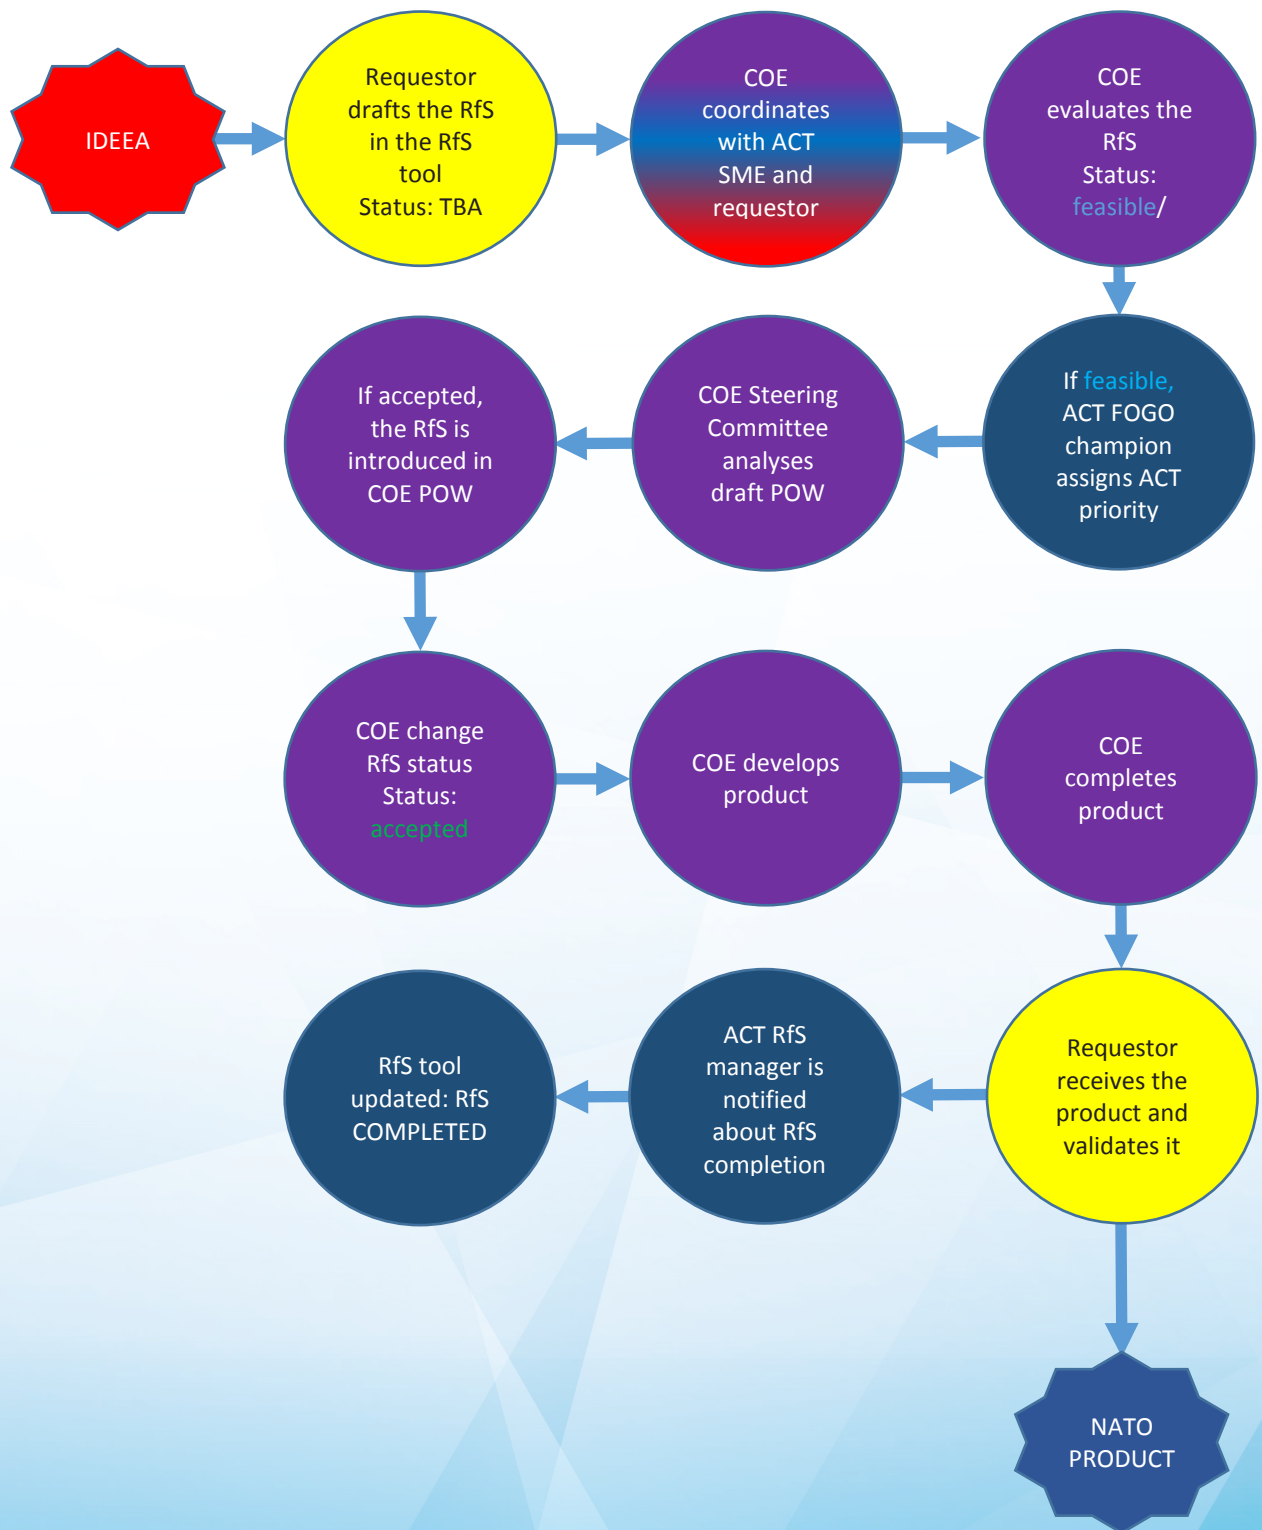 IDEEA
Requestor
drafts the RfS
in the RfS
tool
Status: TBA
COE
coordinates
with ACT
SME and
requestor
COE
evaluates the
RfS
Status:
feasible/
If feasible,
ACT FOGO
champion
assigns ACT
priority
COE Steering
Committee
analyses
draft POW
If accepted,
the RfS is
introduced in
COE POW
COE change
RfS status
Status:
accepted
COE develops
product
COE
completes
product
Requestor
receives the
product and
validates it
ACT RfS
manager is
notified
about RfS
completion
RfS tool
updated: RfS
COMPLETED
NATO
PRODUCT